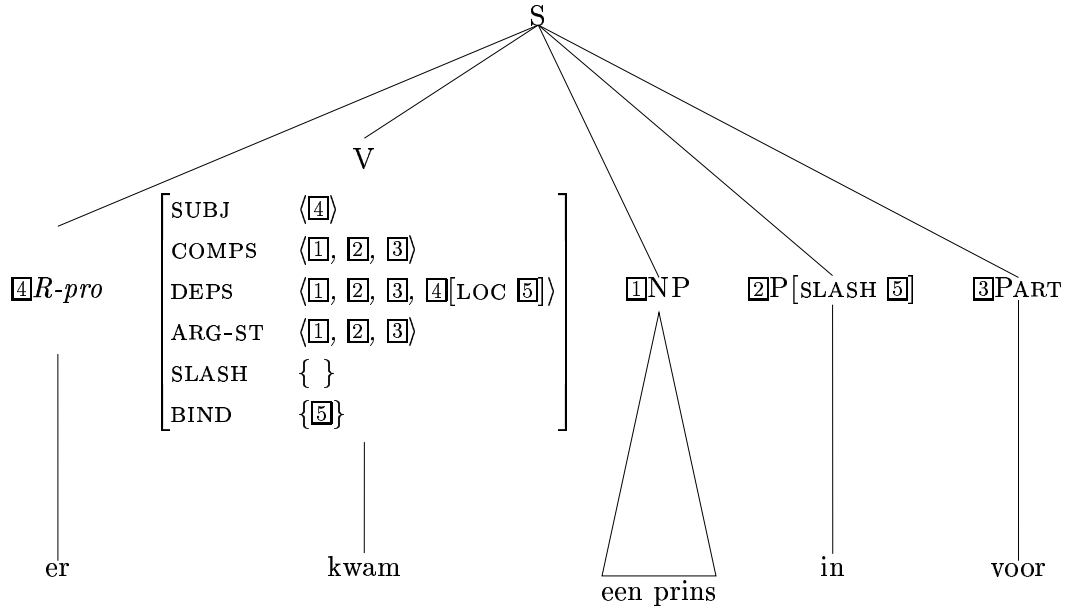 S
V
SUBJ ⟨4⟩
COMPS ⟨1, 2, 3⟩
4R-pro DEPS ⟨1, 2, 3, 4[LOC 5]⟩ 1NP 2P[SLASH 5] 3PART
ARG-ST ⟨1, 2, 3⟩
SLASH { }
BIND {5}
er kwam een prins in voor